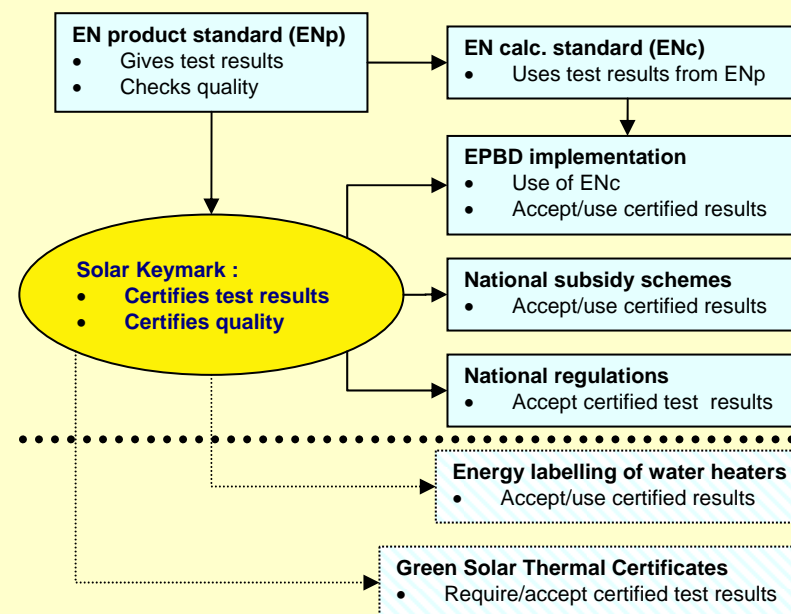 EN product standard (ENp)
• Gives test results
• Checks quality
EN calc. standard (ENc)
• Uses test results from ENp
EPBD implementation
• Use of ENc
• Accept/use certified results
Solar Keymark :
• Certifies test results
• Certifies quality
National subsidy schemes
• Accept/use certified results
National regulations
• Accept certified test results
Energy labelling of water heaters
• Accept/use certified results
Green Solar Thermal Certificates
• Require/accept certified test results